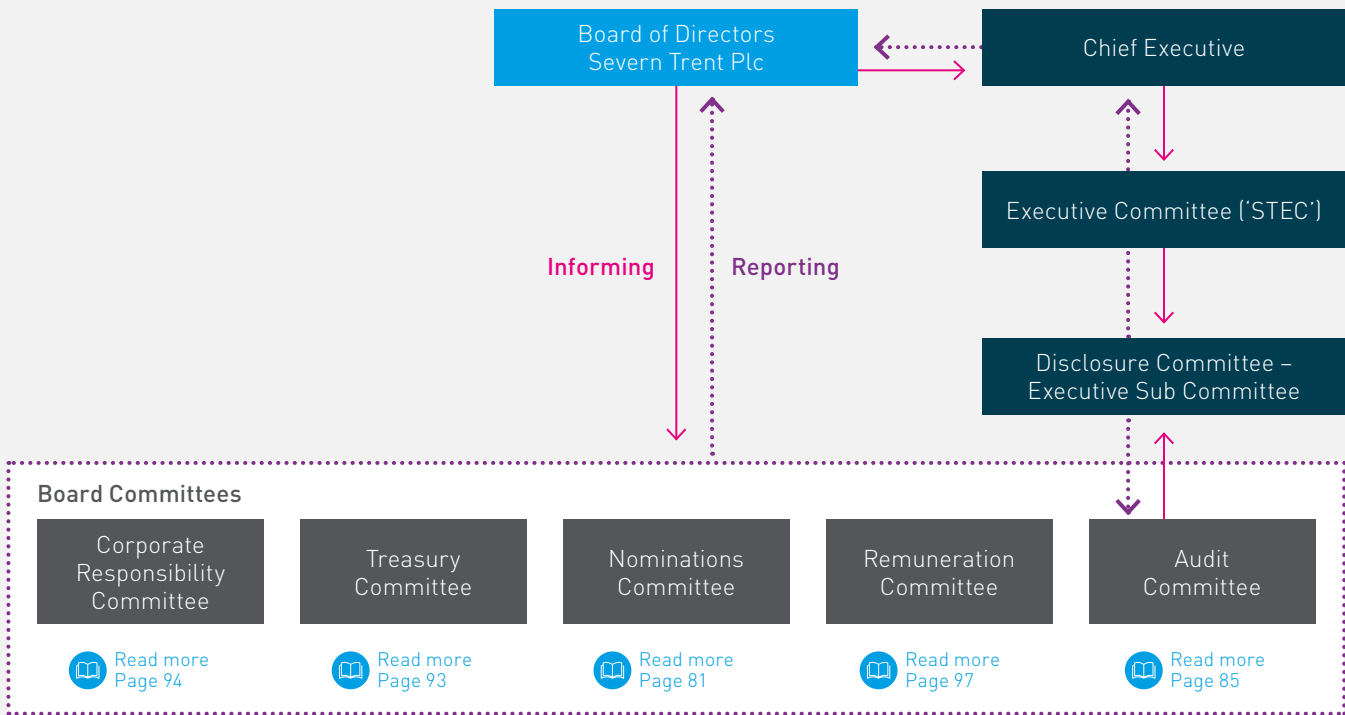 Board of Directors
Severn Trent Plc
Chief Executive
Executive Committee (‘STEC’)
Informing
Reporting
Disclosure Committee –
Executive Sub Committee
Board Committees
Corporate
Responsibility
Committee
Treasury
Committee
Nominations
Committee
Remuneration
Committee
Audit
Committee
Read more
Page 94
Read more
Page 93
Read more
Page 81
Read more
Page 97
Read more
Page 85